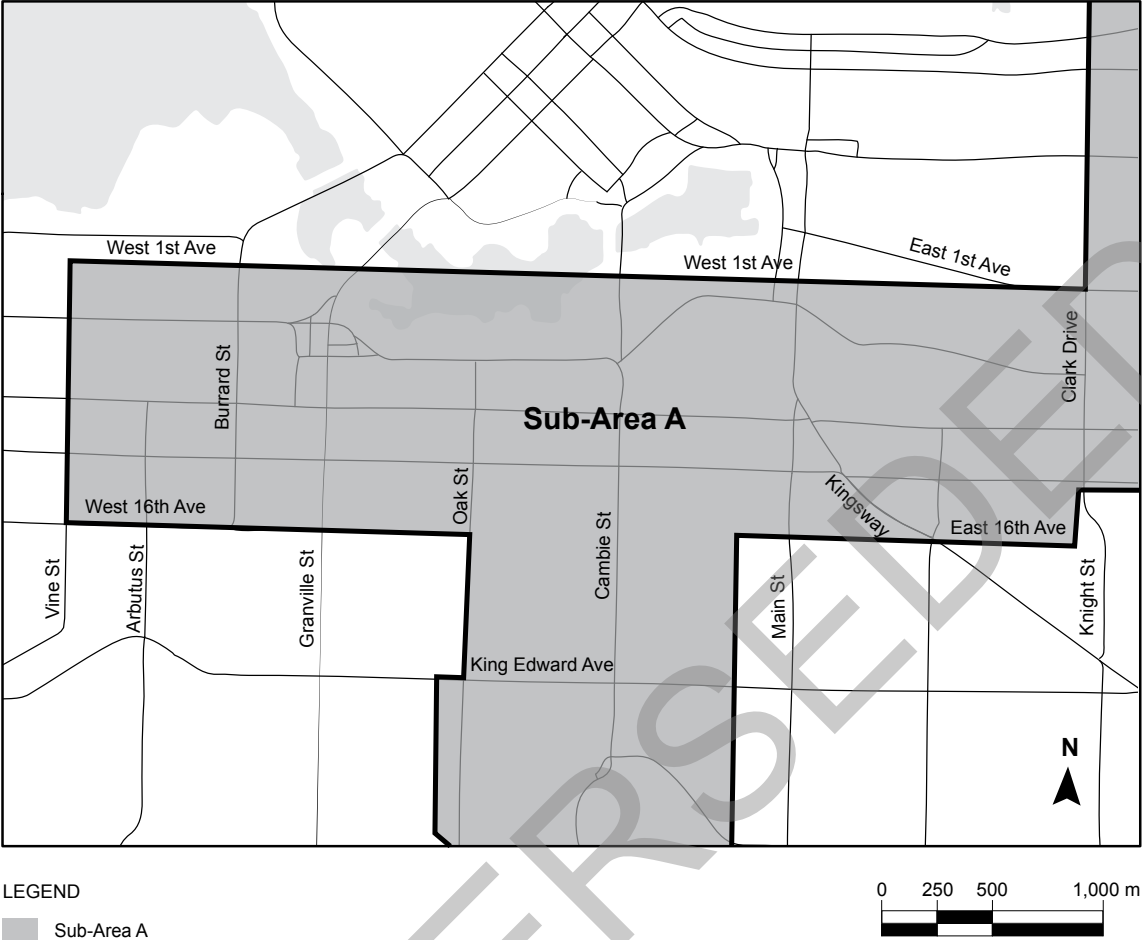 West 1st Ave
West 1st Ave
East 1st Ave
Burrard St
Clark Drive
Sub-Area A
Oak St
West 16th Ave
Kingsway
East 16th Ave
Cambie St
Vine St
Arbutus St
Granville St
Main St
Knight St
King Edward Ave
N
LEGEND
Sub-Area A
0 250 500 1,000 m
ERSEDED